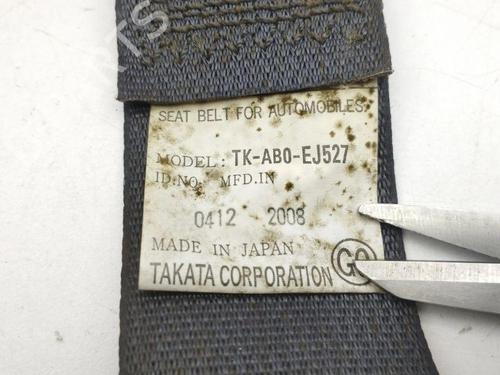 SEAT BELT FOR AUTOMOBILES
MODEL: TK-AB0-EJ527
ID.NO. MFD.IN
0412 2008
MADE IN JAPAN
TAKATA CORPORATION